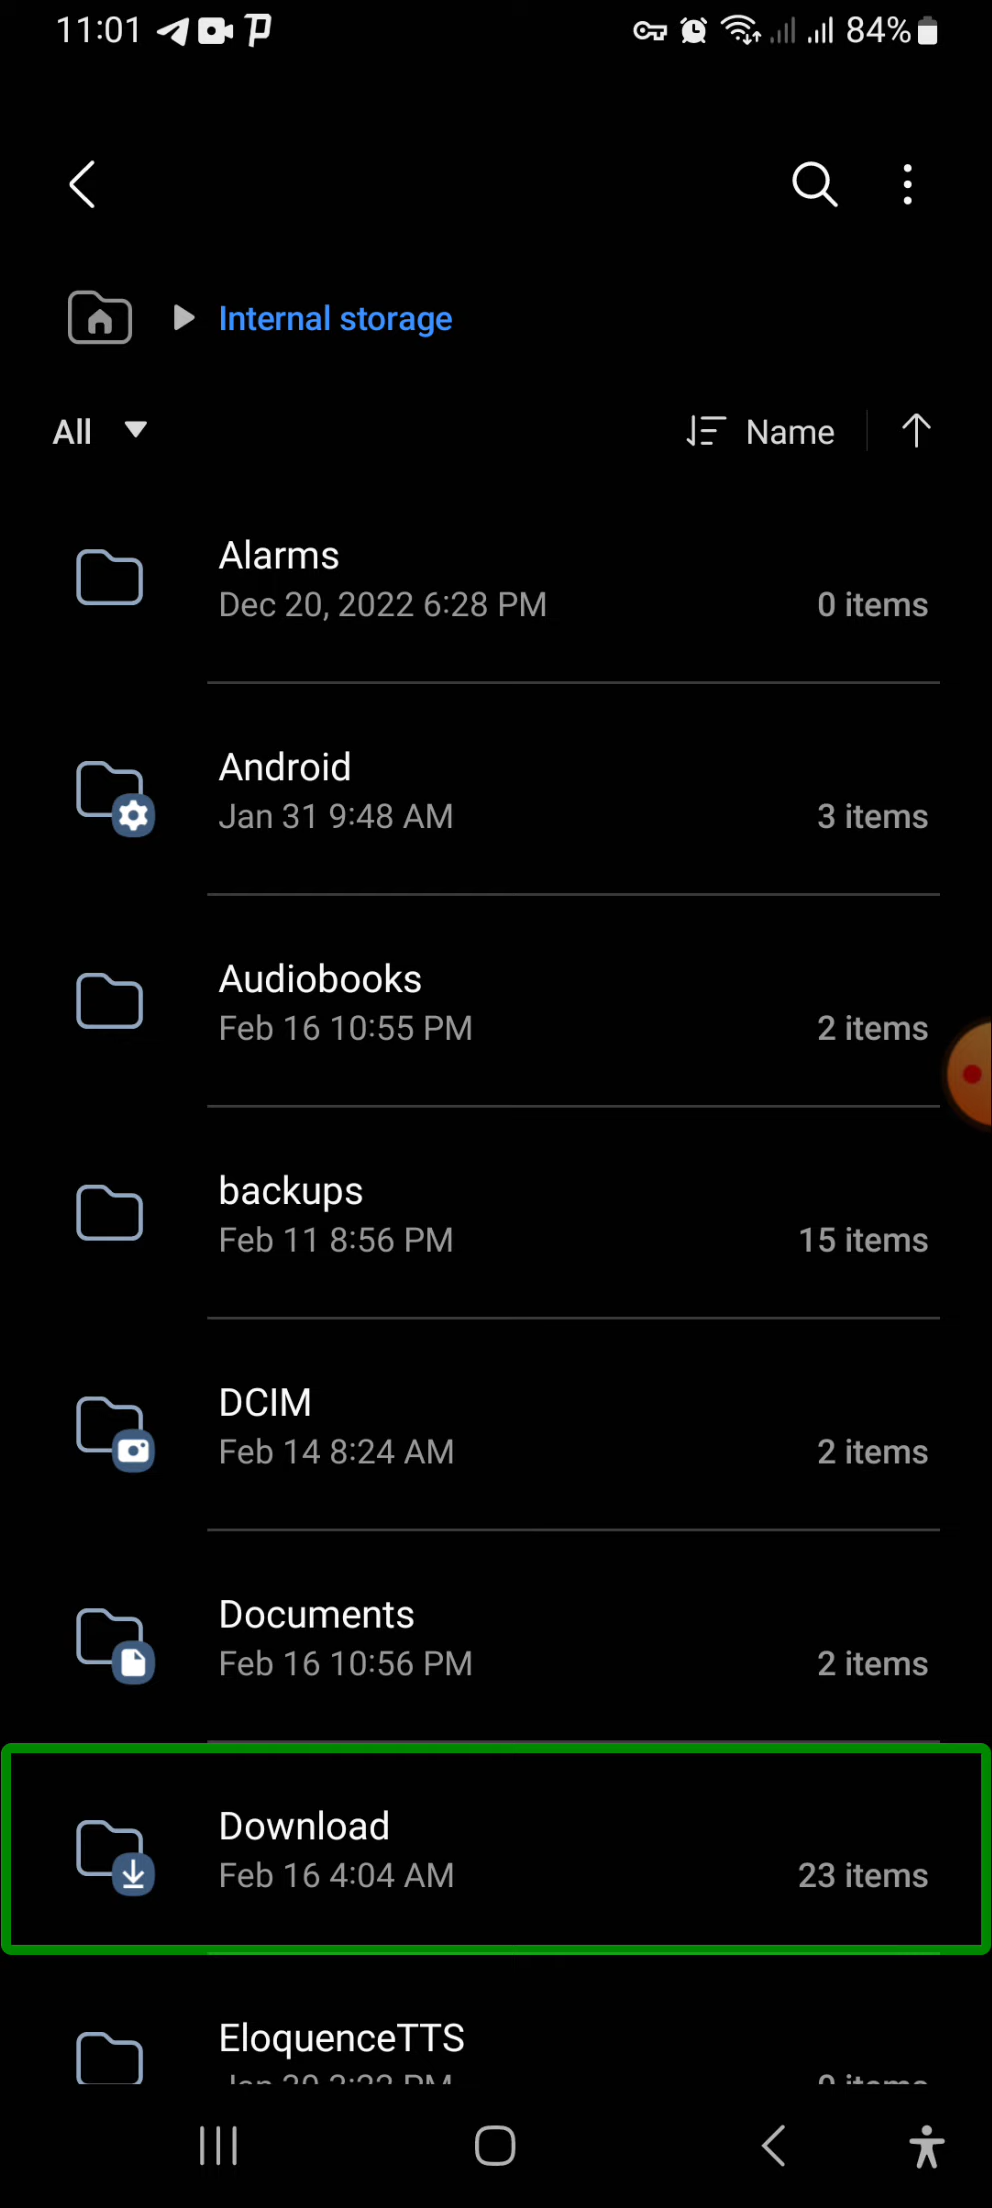 11:01 84%
Internal storage
All Name
Alarms
Dec 20, 2022 6:28 PM 0 items
Android
Jan 31 9:48 AM 3 items
Audiobooks
Feb 16 10:55 PM 2 items
backups
Feb 11 8:56 PM 15 items
DCIM
Feb 14 8:24 AM 2 items
Documents
Feb 16 10:56 PM 2 items
Download
Feb 16 4:04 AM 23 items
EloquenceTTS